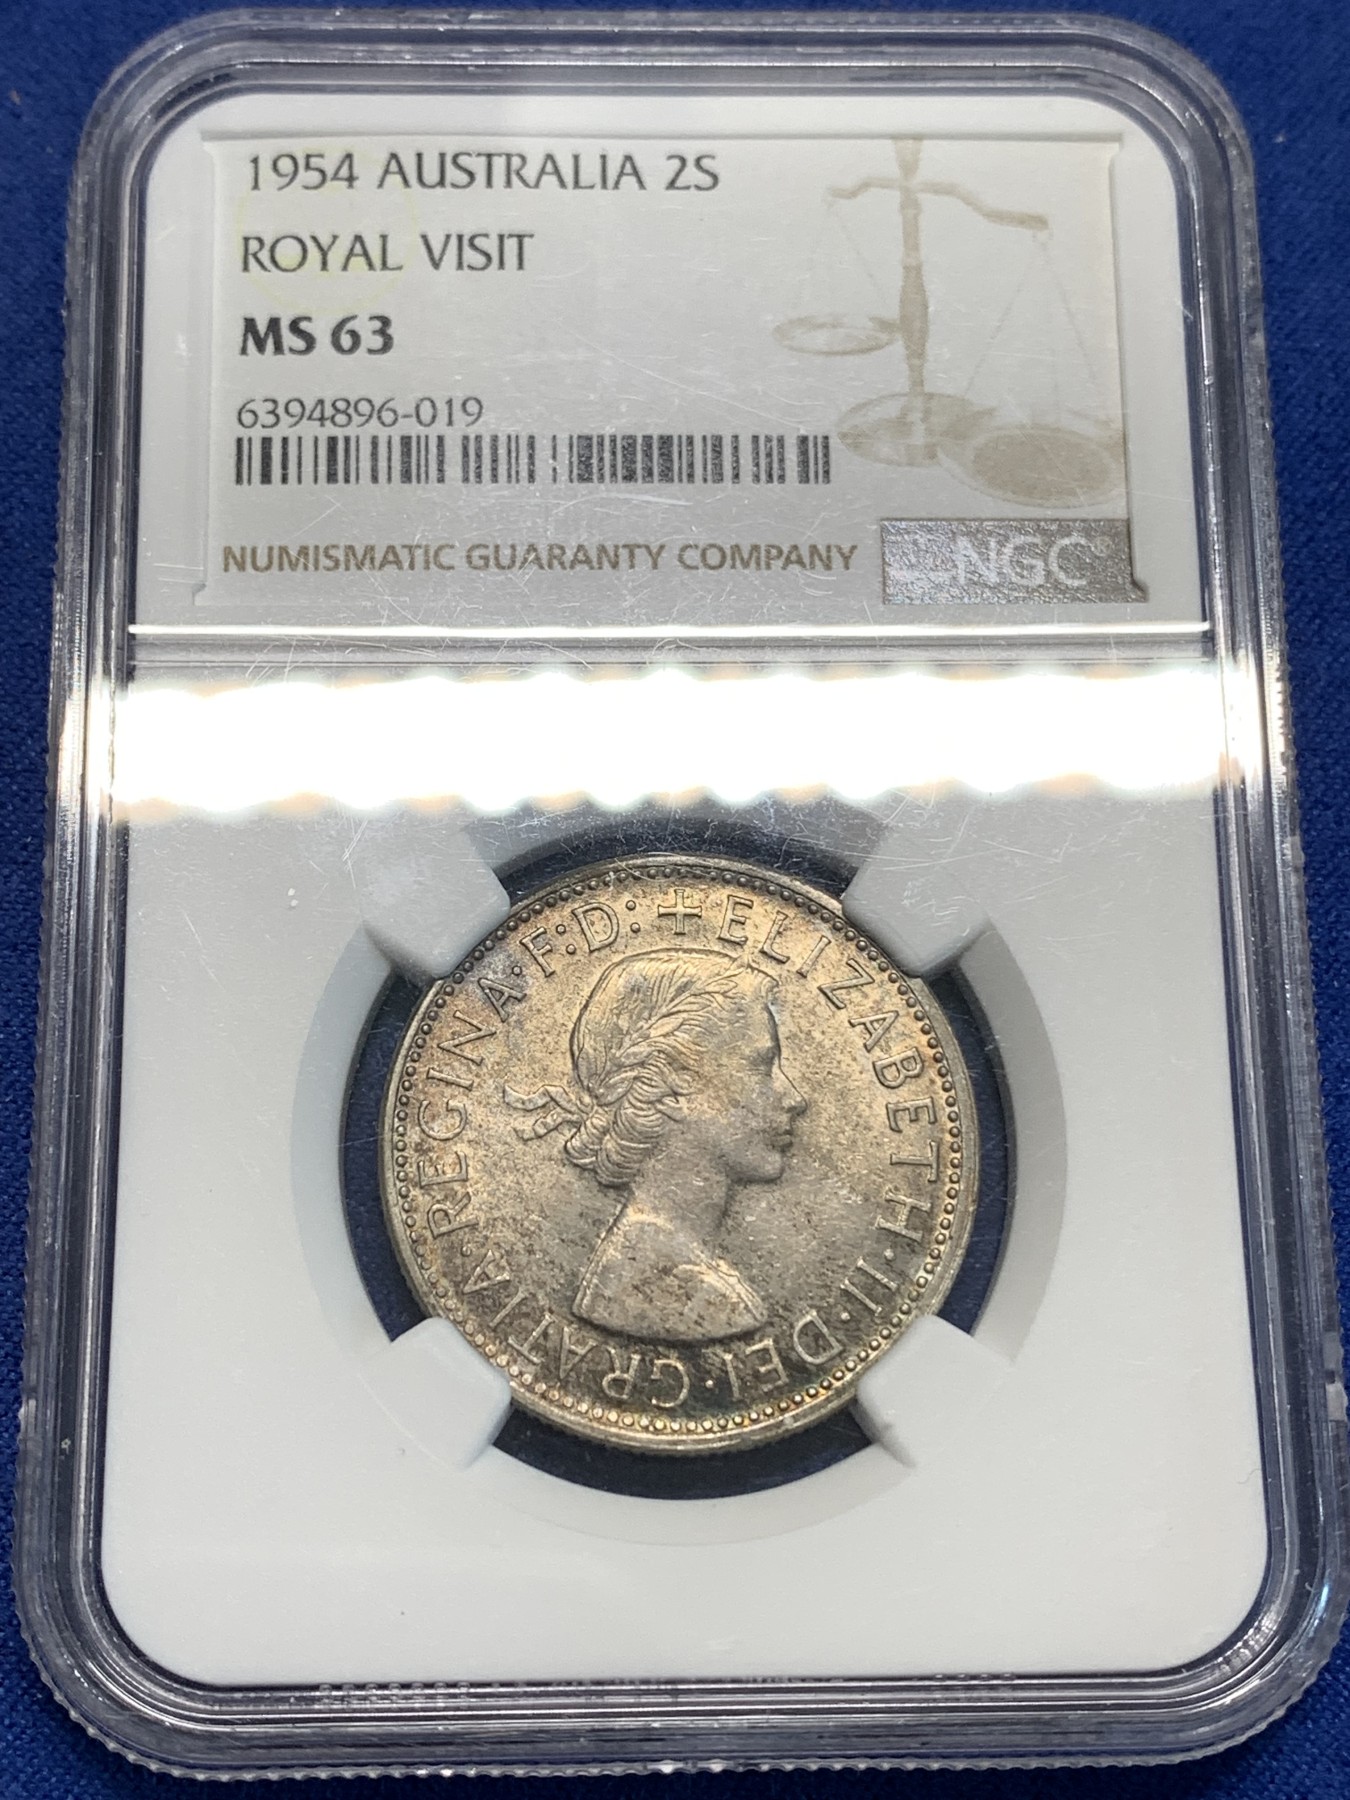 1954 AUSTRALIA 2S
ROYAL VISIT
MS 63
6394896-019
NUMISMATIC GUARANTY COMPANY
NGC
+ ELIZABETH·II·DEI·GRATIA·REGINA·F:D: